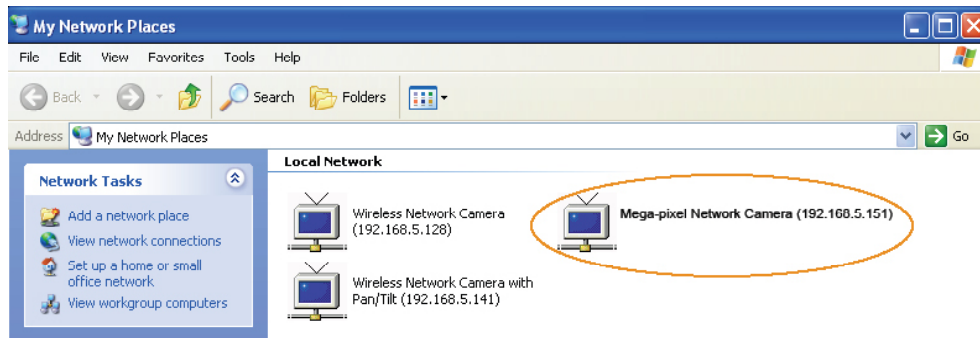 My Network Places
File Edit View Favorites Tools Help
Back Search Folders
Address My Network Places Go
Network Tasks
Add a network place
View network connections
Set up a home or small
office network
View workgroup computers
Local Network
Wireless Network Camera
(192.168.5.128)
Mega-pixel Network Camera (192.168.5.151)
Wireless Network Camera with
Pan/Tilt (192.168.5.141)